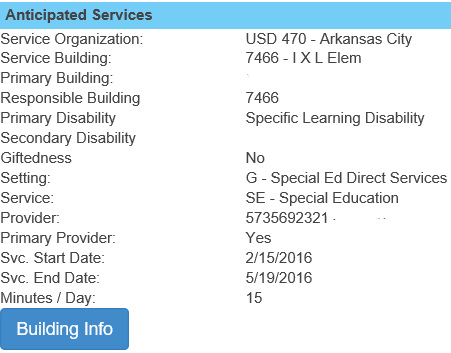 Anticipated Services
Service Organization: USD 470 - Arkansas City
Service Building: 7466 - I X L Elem
Primary Building:
Responsible Building 7466
Primary Disability Specific Learning Disability
Secondary Disability
Giftedness No
Setting: G - Special Ed Direct Services
Service: SE - Special Education
Provider: 5735692321
Primary Provider: Yes
Svc. Start Date: 2/15/2016
Svc. End Date: 5/19/2016
Minutes / Day: 15
Building Info